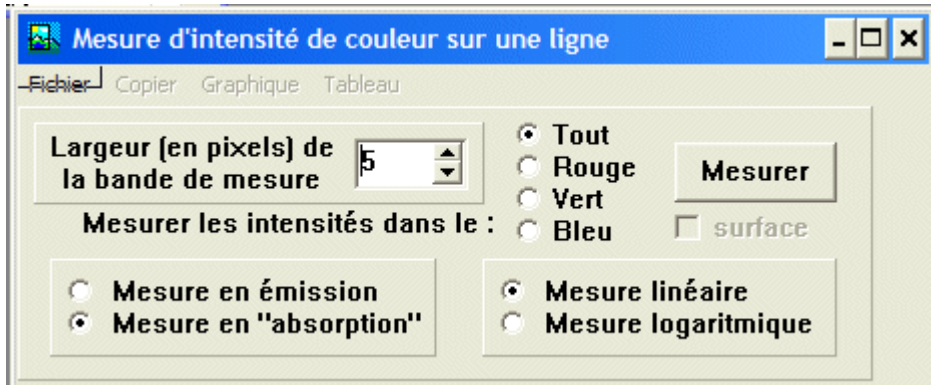 Mesure d'intensité de couleur sur une ligne
Fichier Copier Graphique Tableau
Largeur (en pixels) de
la bande de mesure
5
Mesurer les intensités dans le :
Tout
Rouge
Vert
Bleu
Mesurer
surface
Mesure en émission
Mesure en "absorption"
Mesure linéaire
Mesure logaritmique